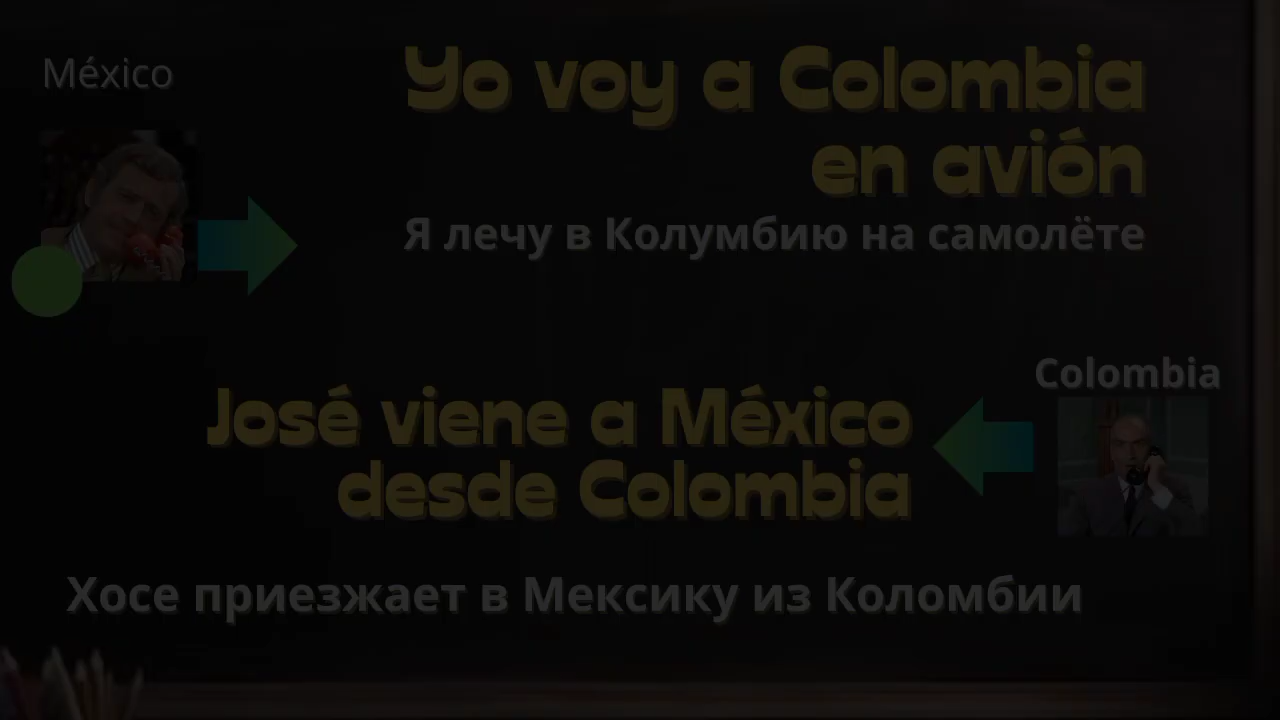 México
Yo voy a Colombia
en avión
Я лечу в Колумбию на самолёте
Colombia
José viene a México
desde Colombia
Хосе приезжает в Мексику из Коломбии